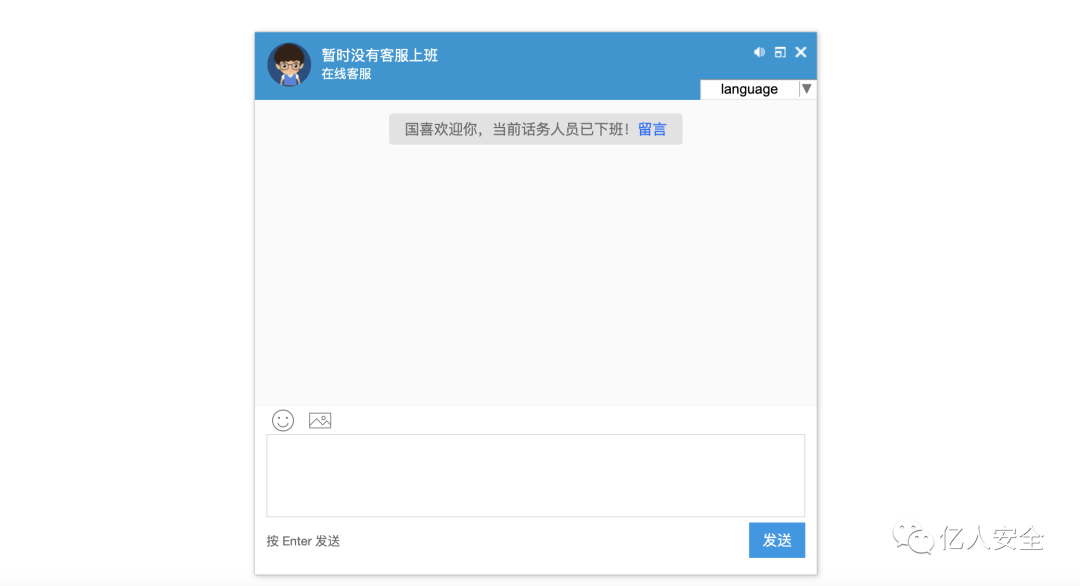 暂时没有客服上班
在线客服
language
国喜欢迎你，当前话务人员已下班！留言
按 Enter 发送
发送
亿人安全